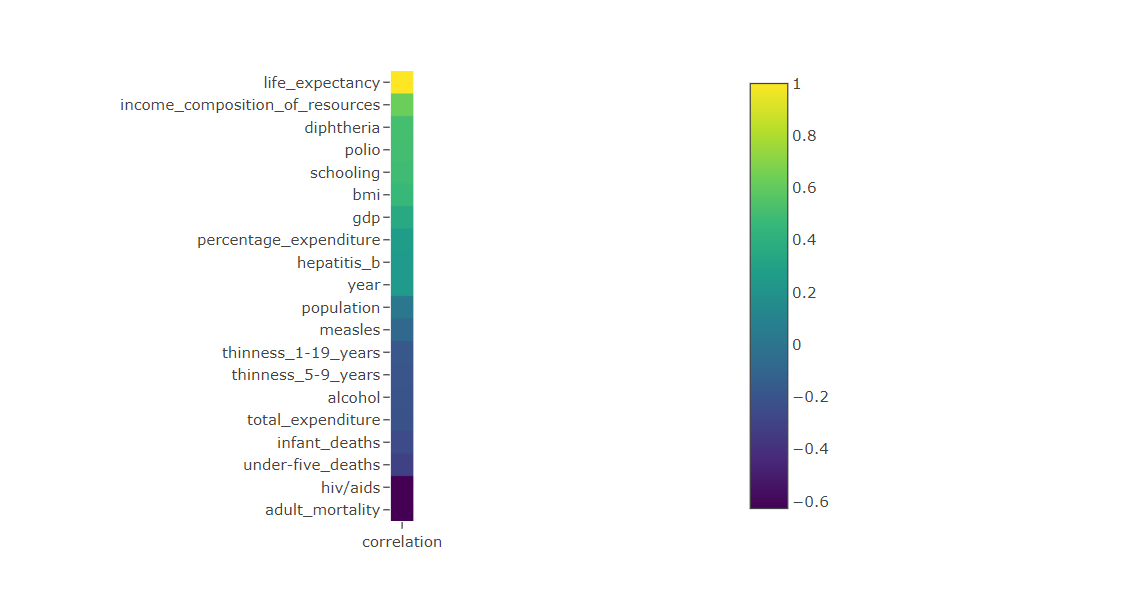 life_expectancy
income_composition_of_resources
diphtheria
polio
schooling
bmi
gdp
percentage_expenditure
hepatitis_b
year
population
measles
thinness_1-19_years
thinness_5-9_years
alcohol
total_expenditure
infant_deaths
under-five_deaths
hiv/aids
adult_mortality
correlation
1
0.8
0.6
0.4
0.2
0
−0.2
−0.4
−0.6